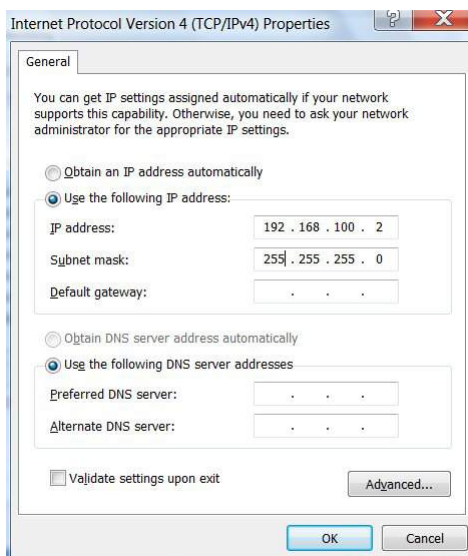 Internet Protocol Version 4 (TCP/IPv4) Properties ? X
General
You can get IP settings assigned automatically if your network
supports this capability. Otherwise, you need to ask your network
administrator for the appropriate IP settings.
Obtain an IP address automatically
Use the following IP address:
IP address: 192 . 168 . 100 . 2
Subnet mask: 255 . 255 . 255 . 0
Default gateway: . . .
Obtain DNS server address automatically
Use the following DNS server addresses
Preferred DNS server: . . .
Alternate DNS server: . . .
Validate settings upon exit
Advanced...
OK Cancel